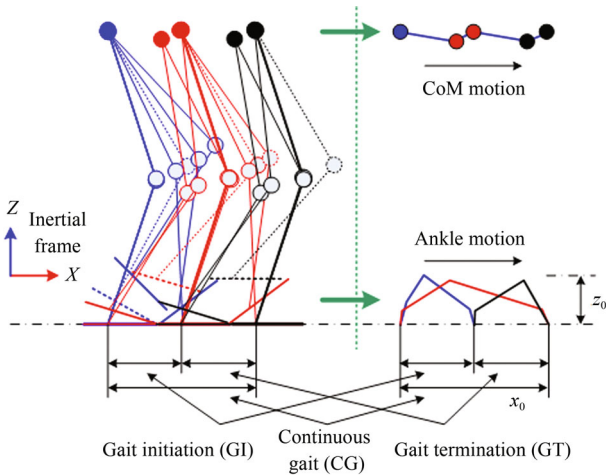 CoM motion
Z
Inertial
frame
X
Ankle motion
z₀
x₀
Gait initiation (GI)
Continuous
gait (CG)
Gait termination (GT)